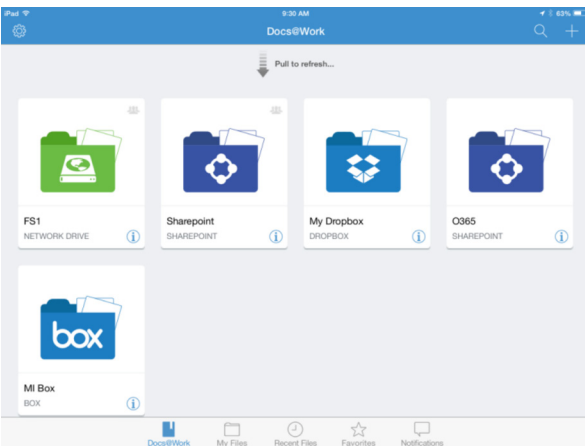 iPad 9:30 AM 63%
Docs@Work
Pull to refresh...
FS1
NETWORK DRIVE
Sharepoint
SHAREPOINT
My Dropbox
DROPBOX
O365
SHAREPOINT
box
MI Box
BOX
Docs@Work My Files Recent Files Favorites Notifications